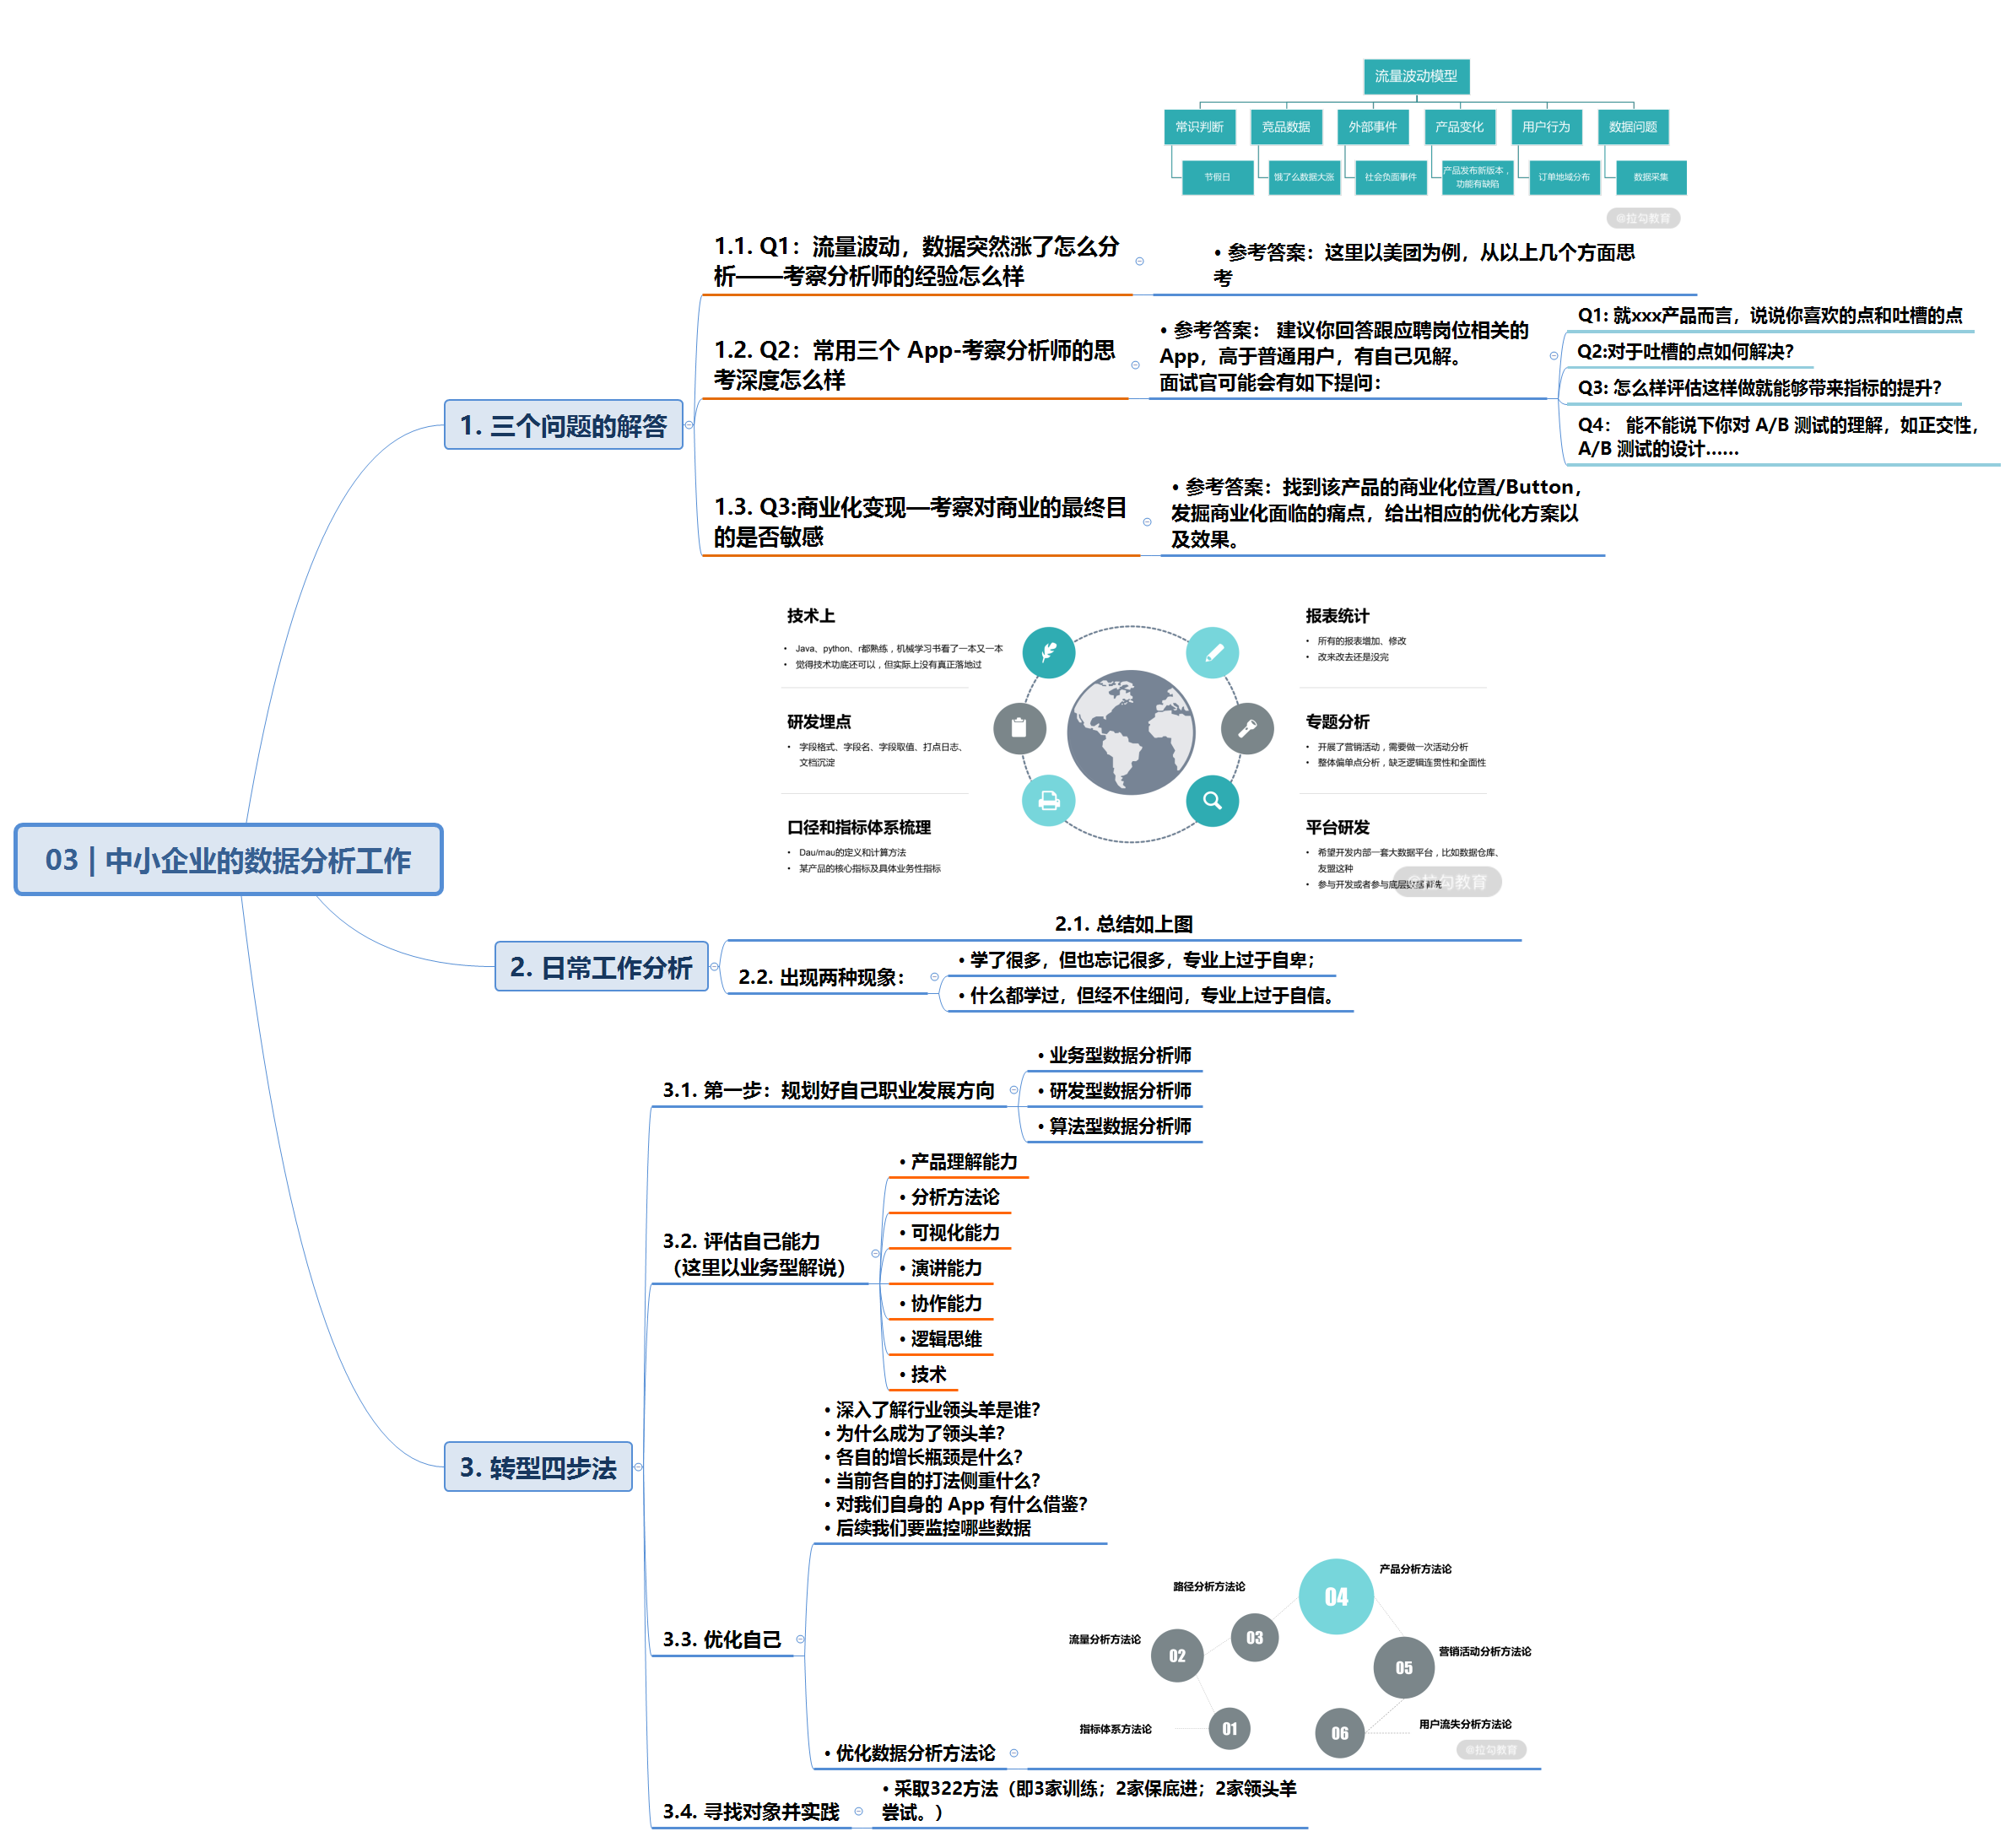 流量波动模型
常识判断
竞品数据
外部事件
产品变化
用户行为
数据问题
节假日
饿了么数据大涨
社会负面事件
产品发布新版本，
功能有缺陷
订单地域分布
数据采集
@拉勾教育
1.1. Q1：流量波动，数据突然涨了怎么分
析——考察分析师的经验怎么样
• 参考答案：这里以美团为例，从以上几个方面思
考
1.2. Q2：常用三个 App-考察分析师的思
考深度怎么样
• 参考答案： 建议你回答跟应聘岗位相关的
App，高于普通用户，有自己见解。
面试官可能会有如下提问：
Q1: 就xxx产品而言，说说你喜欢的点和吐槽的点
Q2:对于吐槽的点如何解决？
Q3: 怎么样评估这样做就能够带来指标的提升？
Q4： 能不能说下你对 A/B 测试的理解，如正交性，
A/B 测试的设计……
1. 三个问题的解答
1.3. Q3:商业化变现—考察对商业的最终目
的是否敏感
• 参考答案：找到该产品的商业化位置/Button，
发掘商业化面临的痛点，给出相应的优化方案以
及效果。
技术上
• Java、python、r都熟练，机械学习书看了一本又一本
• 觉得技术功底还可以，但实际上没有真正落地过
研发埋点
• 字段格式、字段名、字段取值、打点日志、
文档沉淀
口径和指标体系梳理
• Dau/mau的定义和计算方法
• 某产品的核心指标及具体业务性指标
报表统计
• 所有的报表增加、修改
• 改来改去还是没完
专题分析
• 开展了营销活动，需要做一次活动分析
• 整体偏单点分析，缺乏逻辑连贯性和全面性
平台研发
• 希望开发内部一套大数据平台，比如数据仓库、
友盟这种
• 参与开发或者参与底层数据
@拉勾教育
03 | 中小企业的数据分析工作
2. 日常工作分析
2.1. 总结如上图
2.2. 出现两种现象：
• 学了很多，但也忘记很多，专业上过于自卑；
• 什么都学过，但经不住细问，专业上过于自信。
3.1. 第一步：规划好自己职业发展方向
• 业务型数据分析师
• 研发型数据分析师
• 算法型数据分析师
3.2. 评估自己能力
（这里以业务型解说）
• 产品理解能力
• 分析方法论
• 可视化能力
• 演讲能力
• 协作能力
• 逻辑思维
• 技术
3. 转型四步法
• 深入了解行业领头羊是谁？
• 为什么成为了领头羊？
• 各自的增长瓶颈是什么？
• 当前各自的打法侧重什么？
• 对我们自身的 App 有什么借鉴？
• 后续我们要监控哪些数据
3.3. 优化自己
• 优化数据分析方法论
指标体系方法论
01
流量分析方法论
02
路径分析方法论
03
产品分析方法论
04
营销活动分析方法论
05
用户流失分析方法论
06
@拉勾教育
3.4. 寻找对象并实践
• 采取322方法（即3家训练；2家保底进；2家领头羊
尝试。）